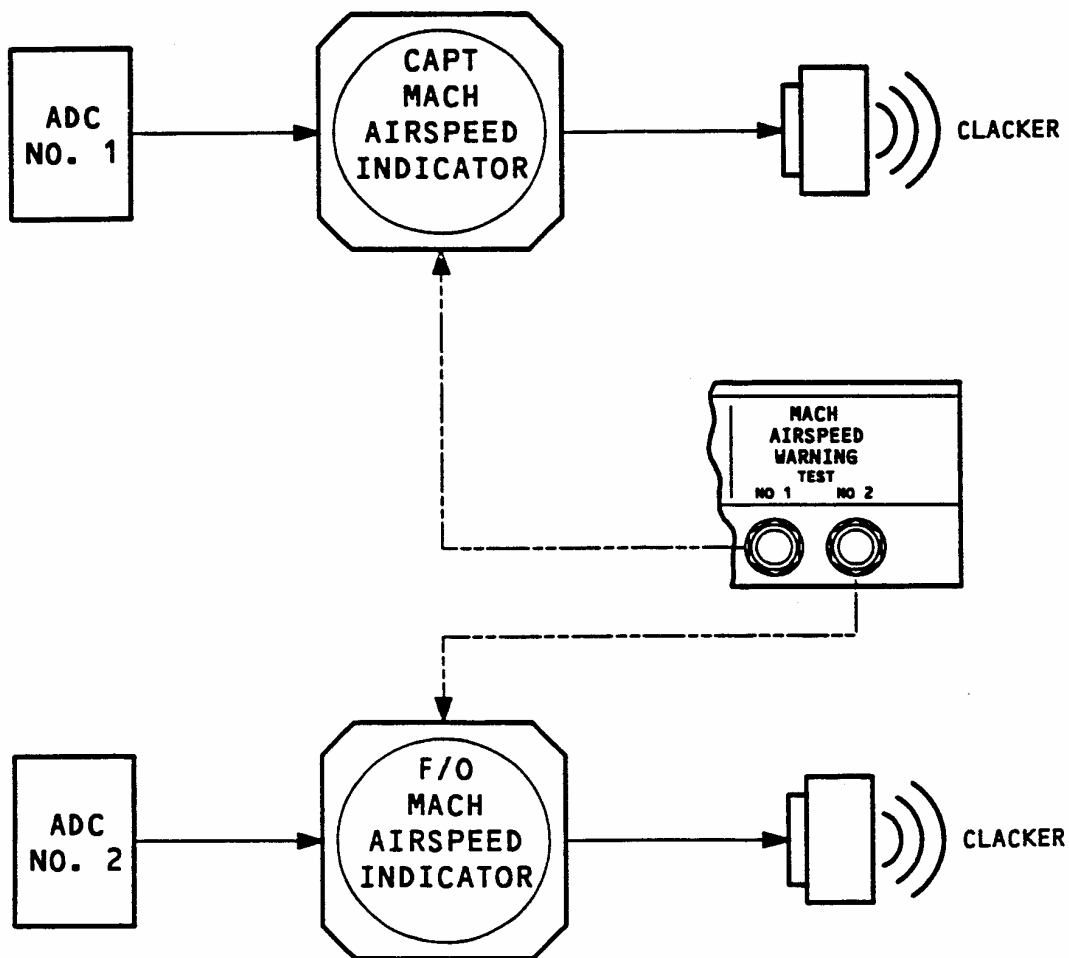 ADC
NO. 1
CAPT
MACH
AIRSPEED
INDICATOR
CLACKER
MACH
AIRSPEED
WARNING
TEST
NO 1 NO 2
ADC
NO. 2
F/O
MACH
AIRSPEED
INDICATOR
CLACKER